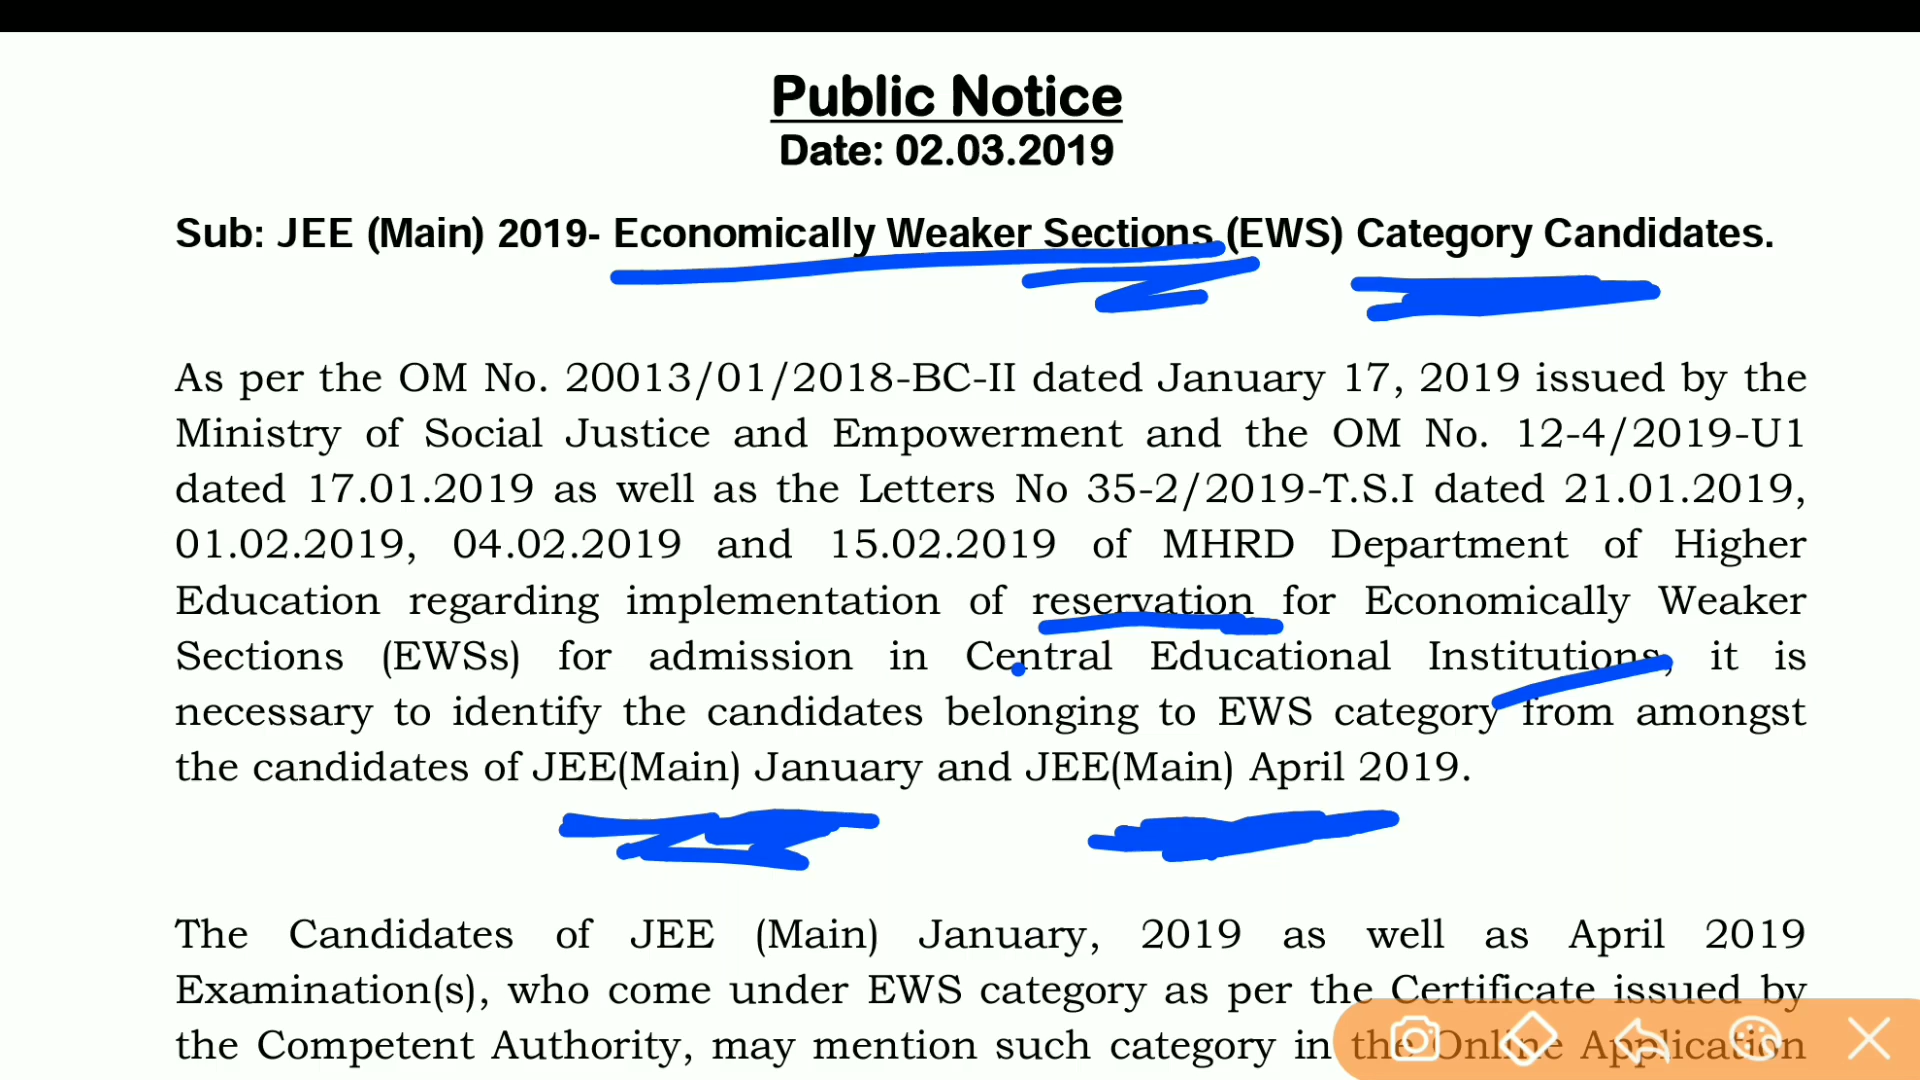 Public Notice
Date: 02.03.2019
Sub: JEE (Main) 2019- Economically Weaker Sections (EWS) Category Candidates.
As per the OM No. 20013/01/2018-BC-II dated January 17, 2019 issued by the
Ministry of Social Justice and Empowerment and the OM No. 12-4/2019-U1
dated 17.01.2019 as well as the Letters No 35-2/2019-T.S.I dated 21.01.2019,
01.02.2019, 04.02.2019 and 15.02.2019 of MHRD Department of Higher
Education regarding implementation of reservation for Economically Weaker
Sections (EWSs) for admission in Central Educational Institutions, it is
necessary to identify the candidates belonging to EWS category from amongst
the candidates of JEE(Main) January and JEE(Main) April 2019.
The Candidates of JEE (Main) January, 2019 as well as April 2019
Examination(s), who come under EWS category as per the Certificate issued by
the Competent Authority, may mention such category in the Online Application